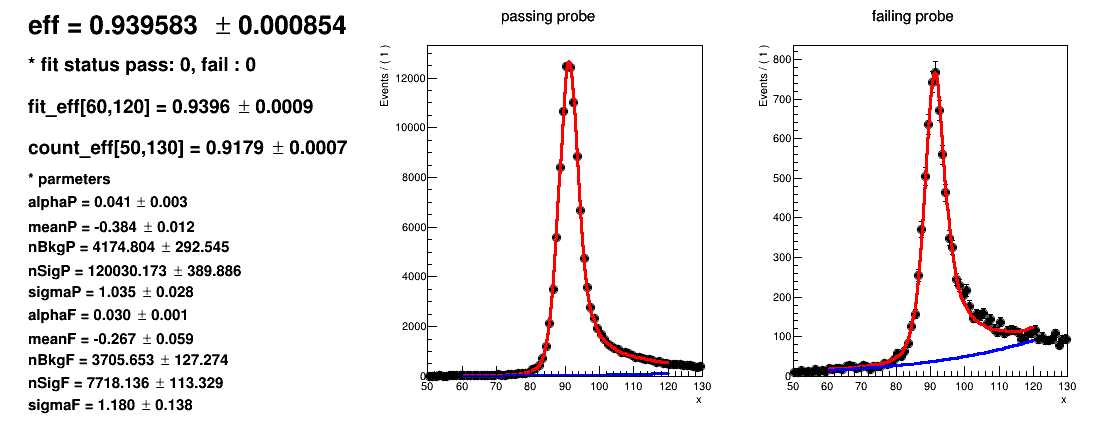 eff = 0.939583 ± 0.000854
* fit status pass: 0, fail : 0
fit_eff[60,120] = 0.9396 ± 0.0009
count_eff[50,130] = 0.9179 ± 0.0007
* parmeters
alphaP = 0.041 ± 0.003
meanP = -0.384 ± 0.012
nBkgP = 4174.804 ± 292.545
nSigP = 120030.173 ± 389.886
sigmaP = 1.035 ± 0.028
alphaF = 0.030 ± 0.001
meanF = -0.267 ± 0.059
nBkgF = 3705.653 ± 127.274
nSigF = 7718.136 ± 113.329
sigmaF = 1.180 ± 0.138
passing probe
Events / ( 1 )
12000
10000
8000
6000
4000
2000
0
50 60 70 80 90 100 110 120 130
x
failing probe
Events / ( 1 )
800
700
600
500
400
300
200
100
0
50 60 70 80 90 100 110 120 130
x